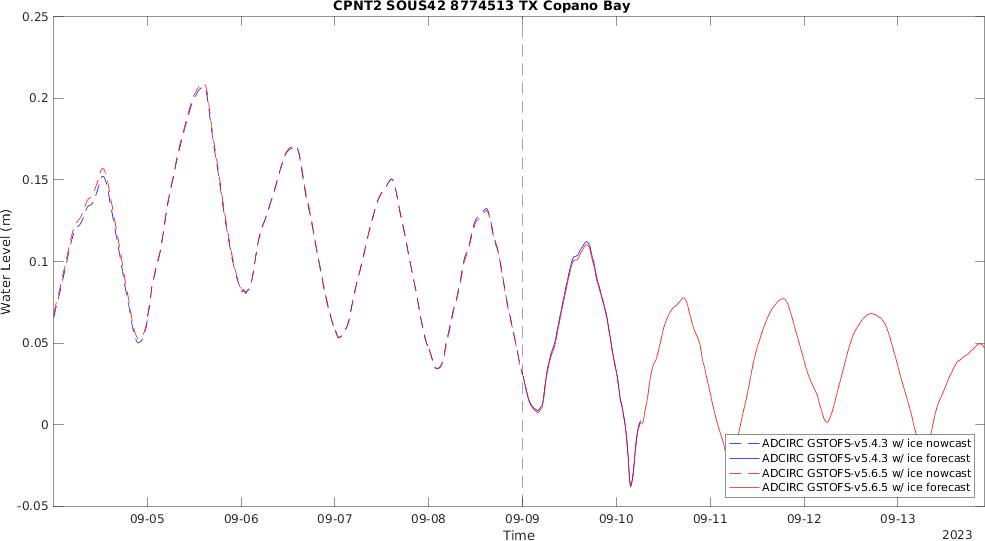 CPNT2 SOUS42 8774513 TX Copano Bay
0.25
0.2
0.15
0.1
0.05
0
-0.05
Water Level (m)
ADCIRC GSTOFS-v5.4.3 w/ ice nowcast
ADCIRC GSTOFS-v5.4.3 w/ ice forecast
ADCIRC GSTOFS-v5.6.5 w/ ice nowcast
ADCIRC GSTOFS-v5.6.5 w/ ice forecast
09-05 09-06 09-07 09-08 09-09 09-10 09-11 09-12 09-13
Time
2023